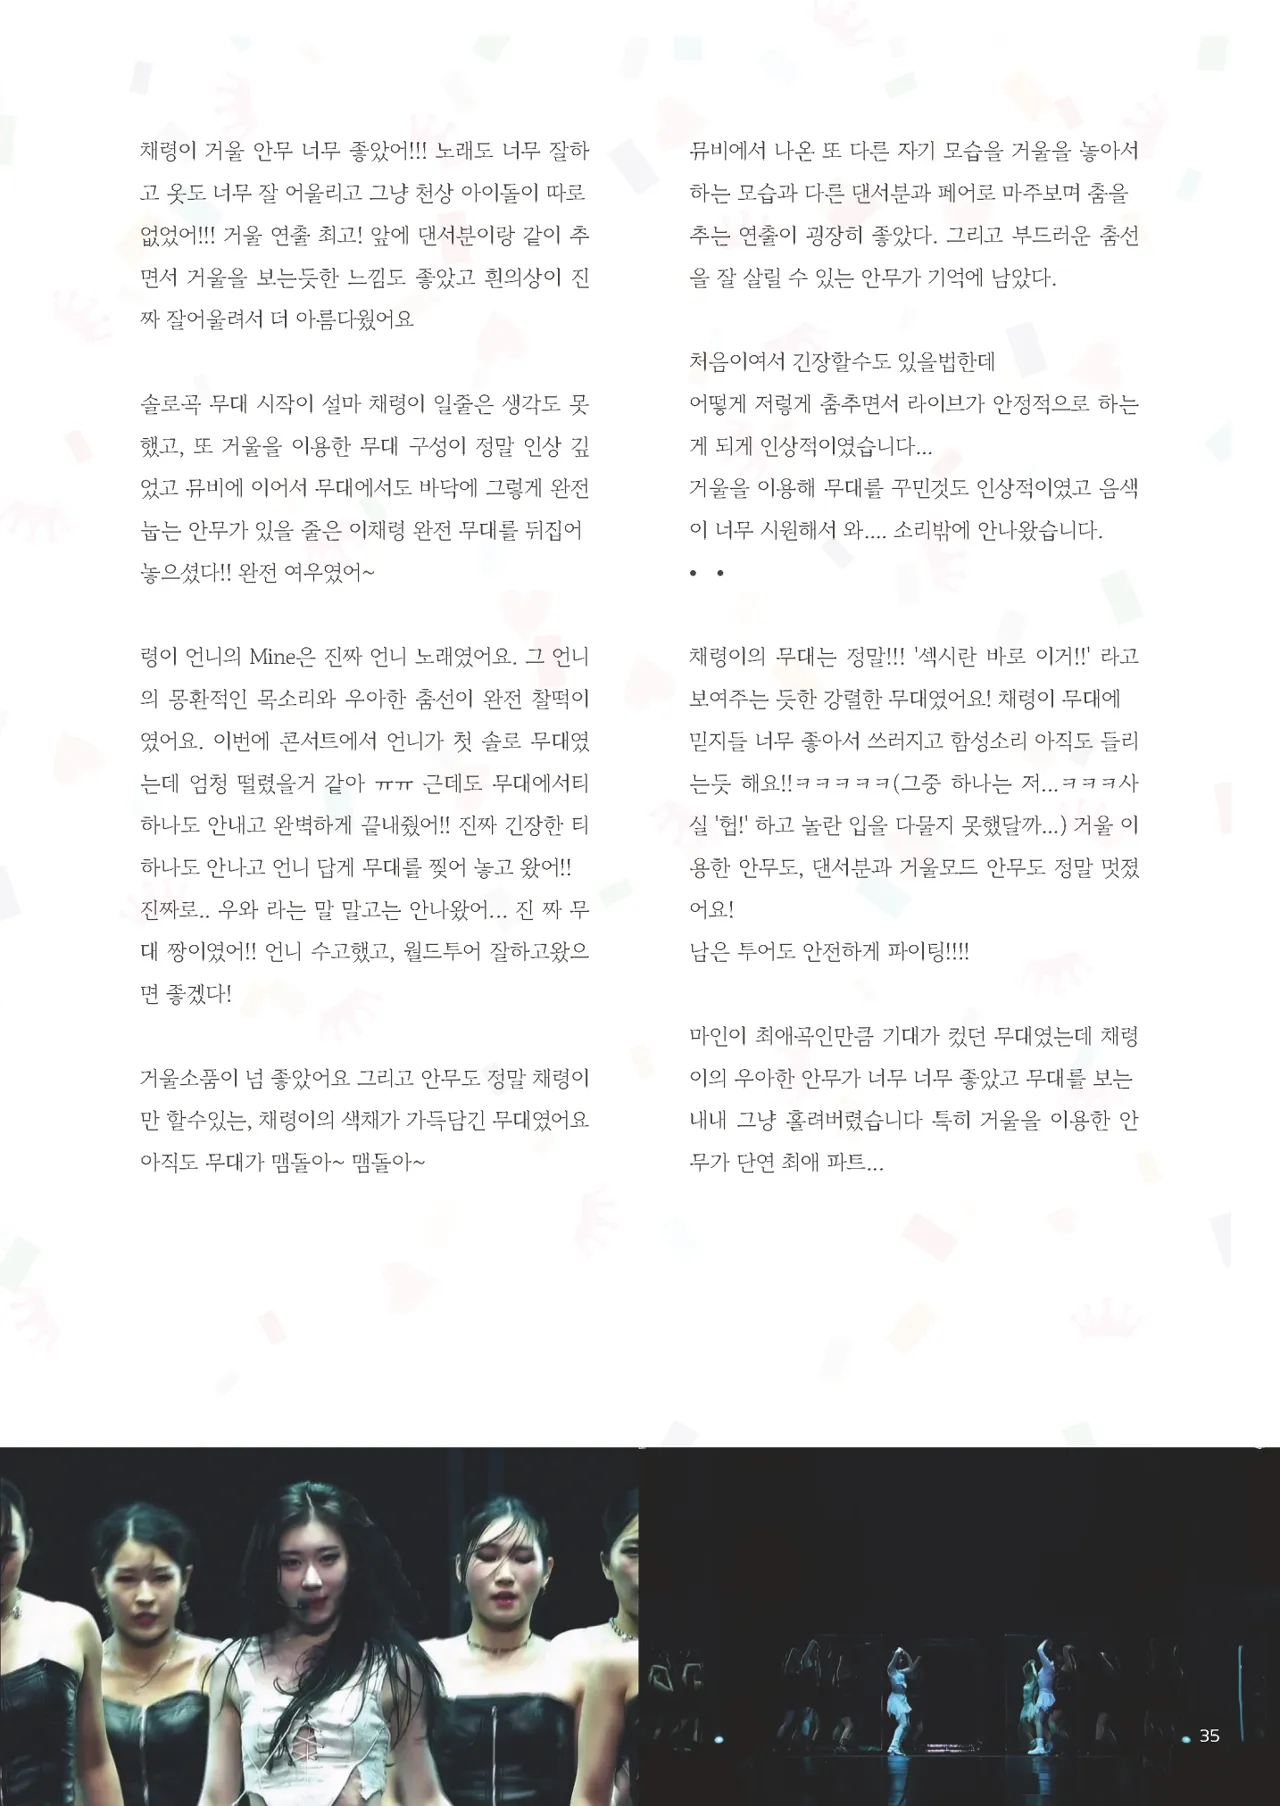 채령이 거울 안무 너무 좋았어!!! 노래도 너무 잘하
고 옷도 너무 잘 어울리고 그냥 천상 아이돌이 따로
없었어!!! 거울 연출 최고! 앞에 댄서분이랑 같이 추
면서 거울을 보는듯한 느낌도 좋았고 흰의상이 진
짜 잘어울려서 더 아름다웠어요
솔로곡 무대 시작이 설마 채령이 일줄은 생각도 못
했고, 또 거울을 이용한 무대 구성이 정말 인상 깊
었고 뮤비에 이어서 무대에서도 바닥에 그렇게 완전
눕는 안무가 있을 줄은 이채령 완전 무대를 뒤집어
놓으셨다!! 완전 여우였어~
령이 언니의 Mine은 진짜 언니 노래였어요. 그 언니
의 몽환적인 목소리와 우아한 춤선이 완전 찰떡이
였어요. 이번에 콘서트에서 언니가 첫 솔로 무대였
는데 엄청 떨렸을거 같아 ㅠㅠ 근데도 무대에서티
하나도 안내고 완벽하게 끝내줬어!! 진짜 긴장한 티
하나도 안나고 언니 답게 무대를 찢어 놓고 왔어!!
진짜로.. 우와 라는 말 말고는 안나왔어... 진 짜 무
대 짱이였어!! 언니 수고했고, 월드투어 잘하고왔으
면 좋겠다!
거울소품이 넘 좋았어요 그리고 안무도 정말 채령이
만 할수있는, 채령이의 색채가 가득담긴 무대였어요
아직도 무대가 맴돌아~ 맴돌아~
뮤비에서 나온 또 다른 자기 모습을 거울을 놓아서
하는 모습과 다른 댄서분과 페어로 마주보며 춤을
추는 연출이 굉장히 좋았다. 그리고 부드러운 춤선
을 잘 살릴 수 있는 안무가 기억에 남았다.
처음이여서 긴장할수도 있을법한데
어떻게 저렇게 춤추면서 라이브가 안정적으로 하는
게 되게 인상적이였습니다...
거울을 이용해 무대를 꾸민것도 인상적이였고 음색
이 너무 시원해서 와.... 소리밖에 안나왔습니다.
• •
채령이의 무대는 정말!!! '섹시란 바로 이거!!' 라고
보여주는 듯한 강렬한 무대였어요! 채령이 무대에
믿지들 너무 좋아서 쓰러지고 함성소리 아직도 들리
는듯 해요!!ㅋㅋㅋㅋㅋ(그중 하나는 저...ㅋㅋㅋ사
실 '헙!' 하고 놀란 입을 다물지 못했달까...) 거울 이
용한 안무도, 댄서분과 거울모드 안무도 정말 멋졌
어요!
남은 투어도 안전하게 파이팅!!!!
마인이 최애곡인만큼 기대가 컸던 무대였는데 채령
이의 우아한 안무가 너무 너무 좋았고 무대를 보는
내내 그냥 홀려버렸습니다 특히 거울을 이용한 안
무가 단연 최애 파트...
35